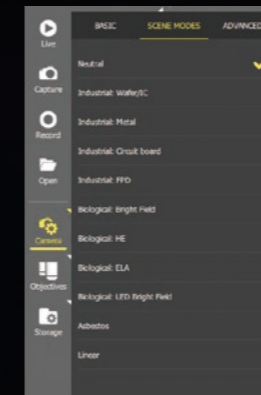 BASIC SCENE MODES ADVANCED
Live
Capture
Record
Open
Camera
Objectives
Storage
Neutral
Industrial: Wafer/IC
Industrial: Metal
Industrial: Circuit board
Industrial: FPD
Biological: Bright Field
Biological: HE
Biological: ELA
Biological: LED Bright Field
Asbestos
Linear